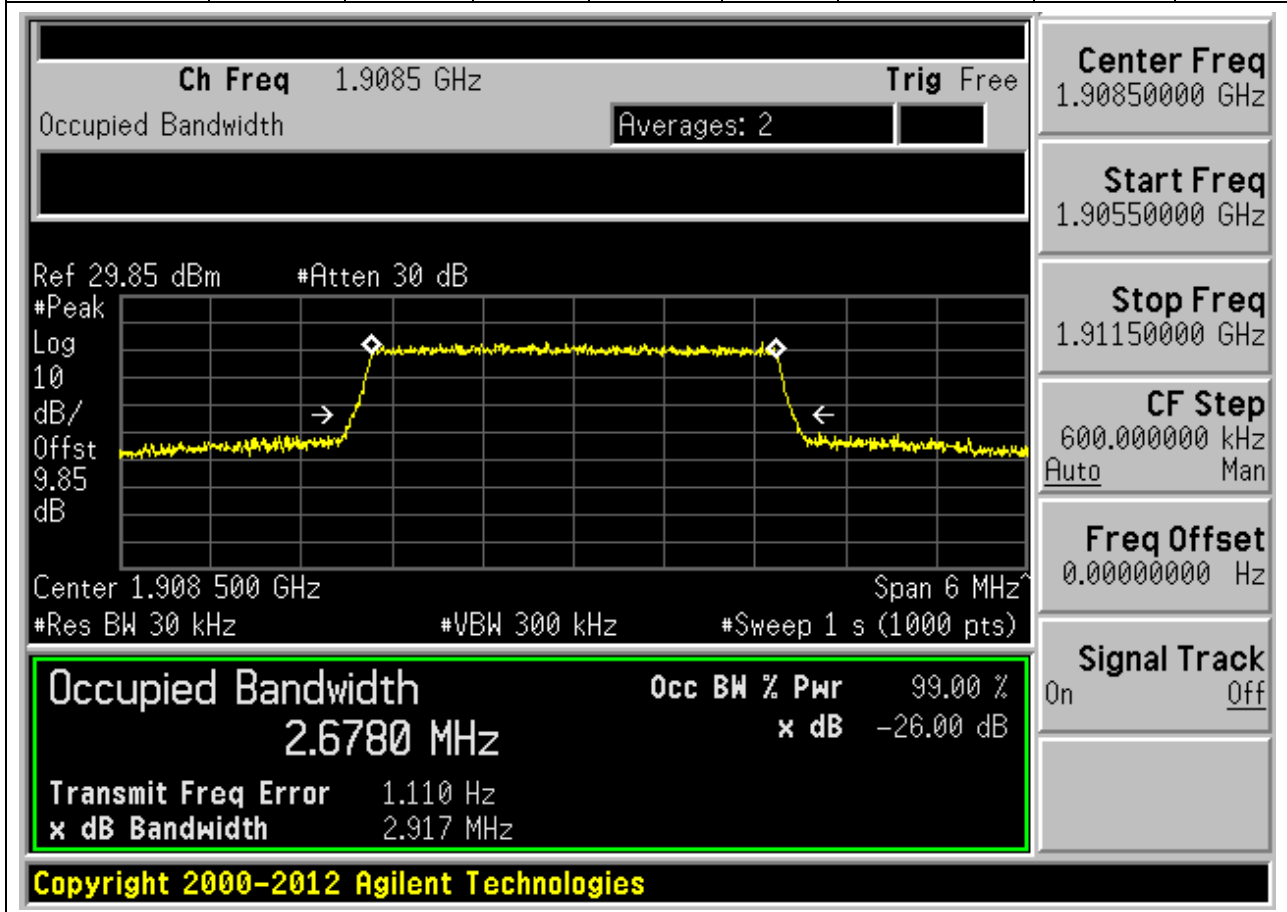 Ch Freq 1.9085 GHz Trig Free
Occupied Bandwidth Averages: 2
Ref 29.85 dBm #Atten 30 dB
#Peak
Log
10
dB/
Offst
9.85
dB
Center 1.908 500 GHz Span 6 MHz^
#Res BW 30 kHz #VBW 300 kHz #Sweep 1 s (1000 pts)
Occupied Bandwidth Occ BW % Pwr 99.00 %
2.6780 MHz x dB -26.00 dB
Transmit Freq Error 1.110 Hz
x dB Bandwidth 2.917 MHz
Copyright 2000-2012 Agilent Technologies
Center Freq
1.90850000 GHz
Start Freq
1.90550000 GHz
Stop Freq
1.91150000 GHz
CF Step
600.000000 kHz
Auto Man
Freq Offset
0.00000000 Hz
Signal Track
On Off